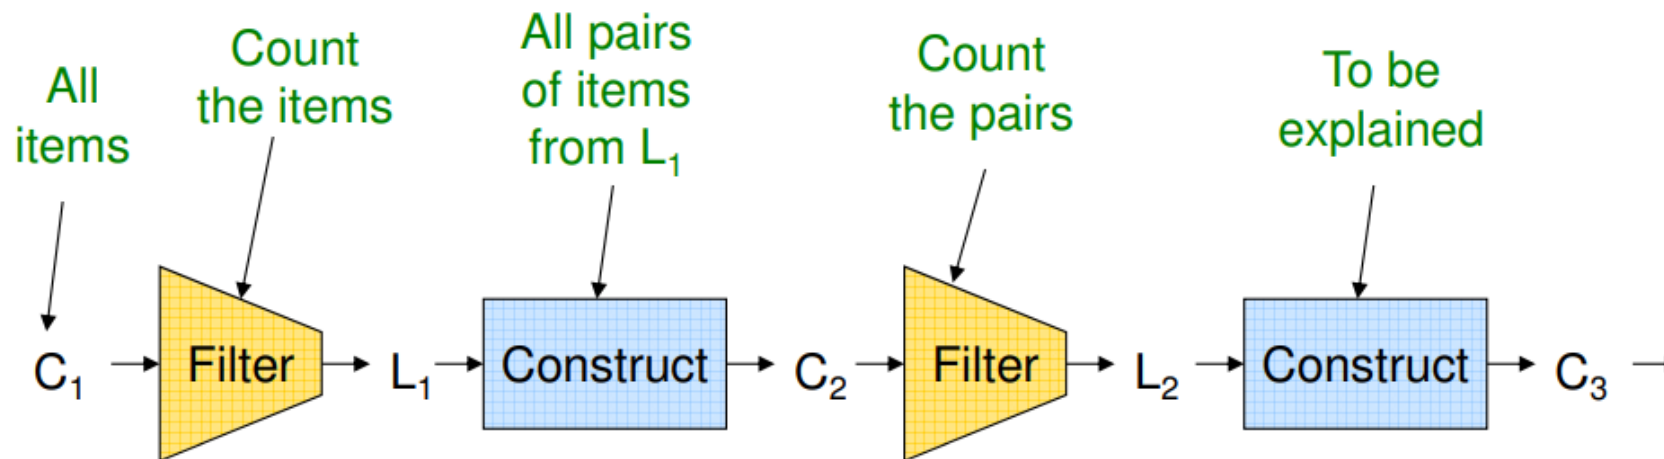 All
items
Count
the items
All pairs
of items
from L₁
Count
the pairs
To be
explained
C₁
Filter
L₁
Construct
C₂
Filter
L₂
Construct
C₃